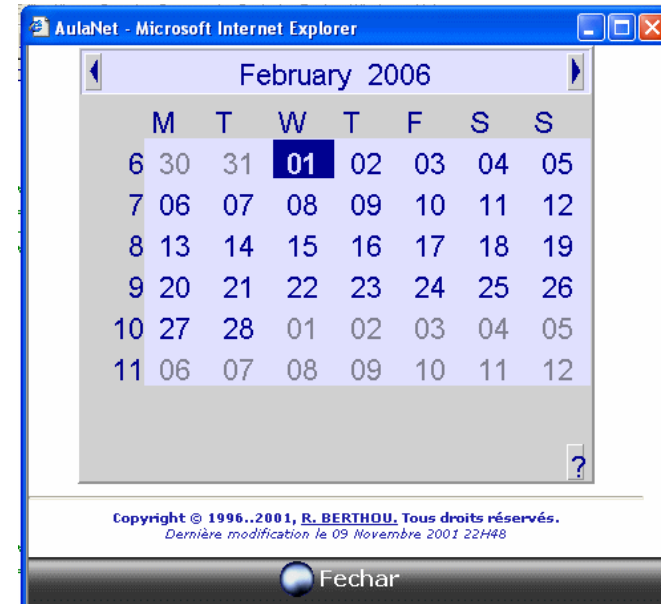 AulaNet - Microsoft Internet Explorer
February 2006
M T W T F S S
6 30 31 01 02 03 04 05
7 06 07 08 09 10 11 12
8 13 14 15 16 17 18 19
9 20 21 22 23 24 25 26
10 27 28 01 02 03 04 05
11 06 07 08 09 10 11 12
?
Copyright © 1996..2001, R. BERTHOU. Tous droits réservés.
Dernière modification le 09 Novembre 2001 22H48
Fechar